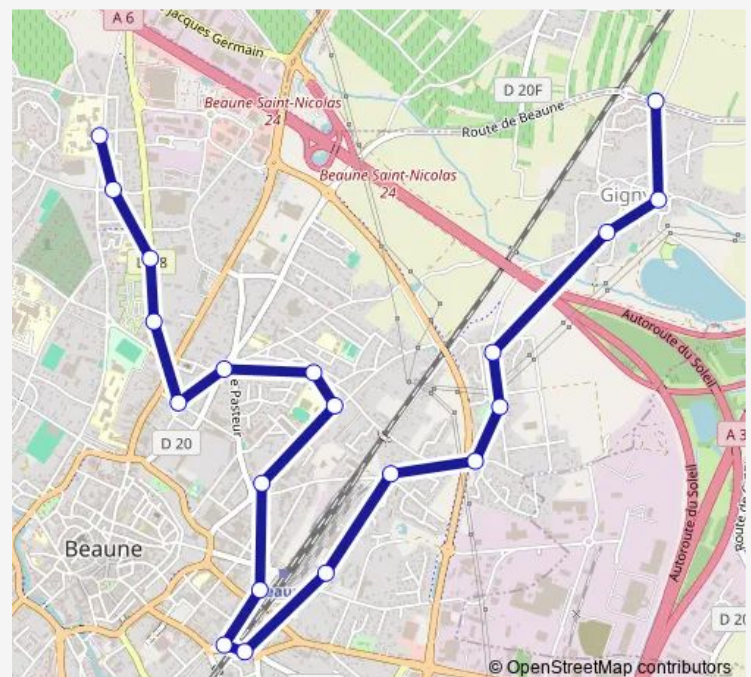 A 6
Jacques Germain
Beaune Saint-Nicolas
24
D 20F
Route de Beaune
Beaune Saint-Nicolas
24
Gigny
Autoroute du Soleil
Pasteur
D 20
A 3
Beaune
Autoroute du Soleil
D 20
© OpenStreetMap contributors